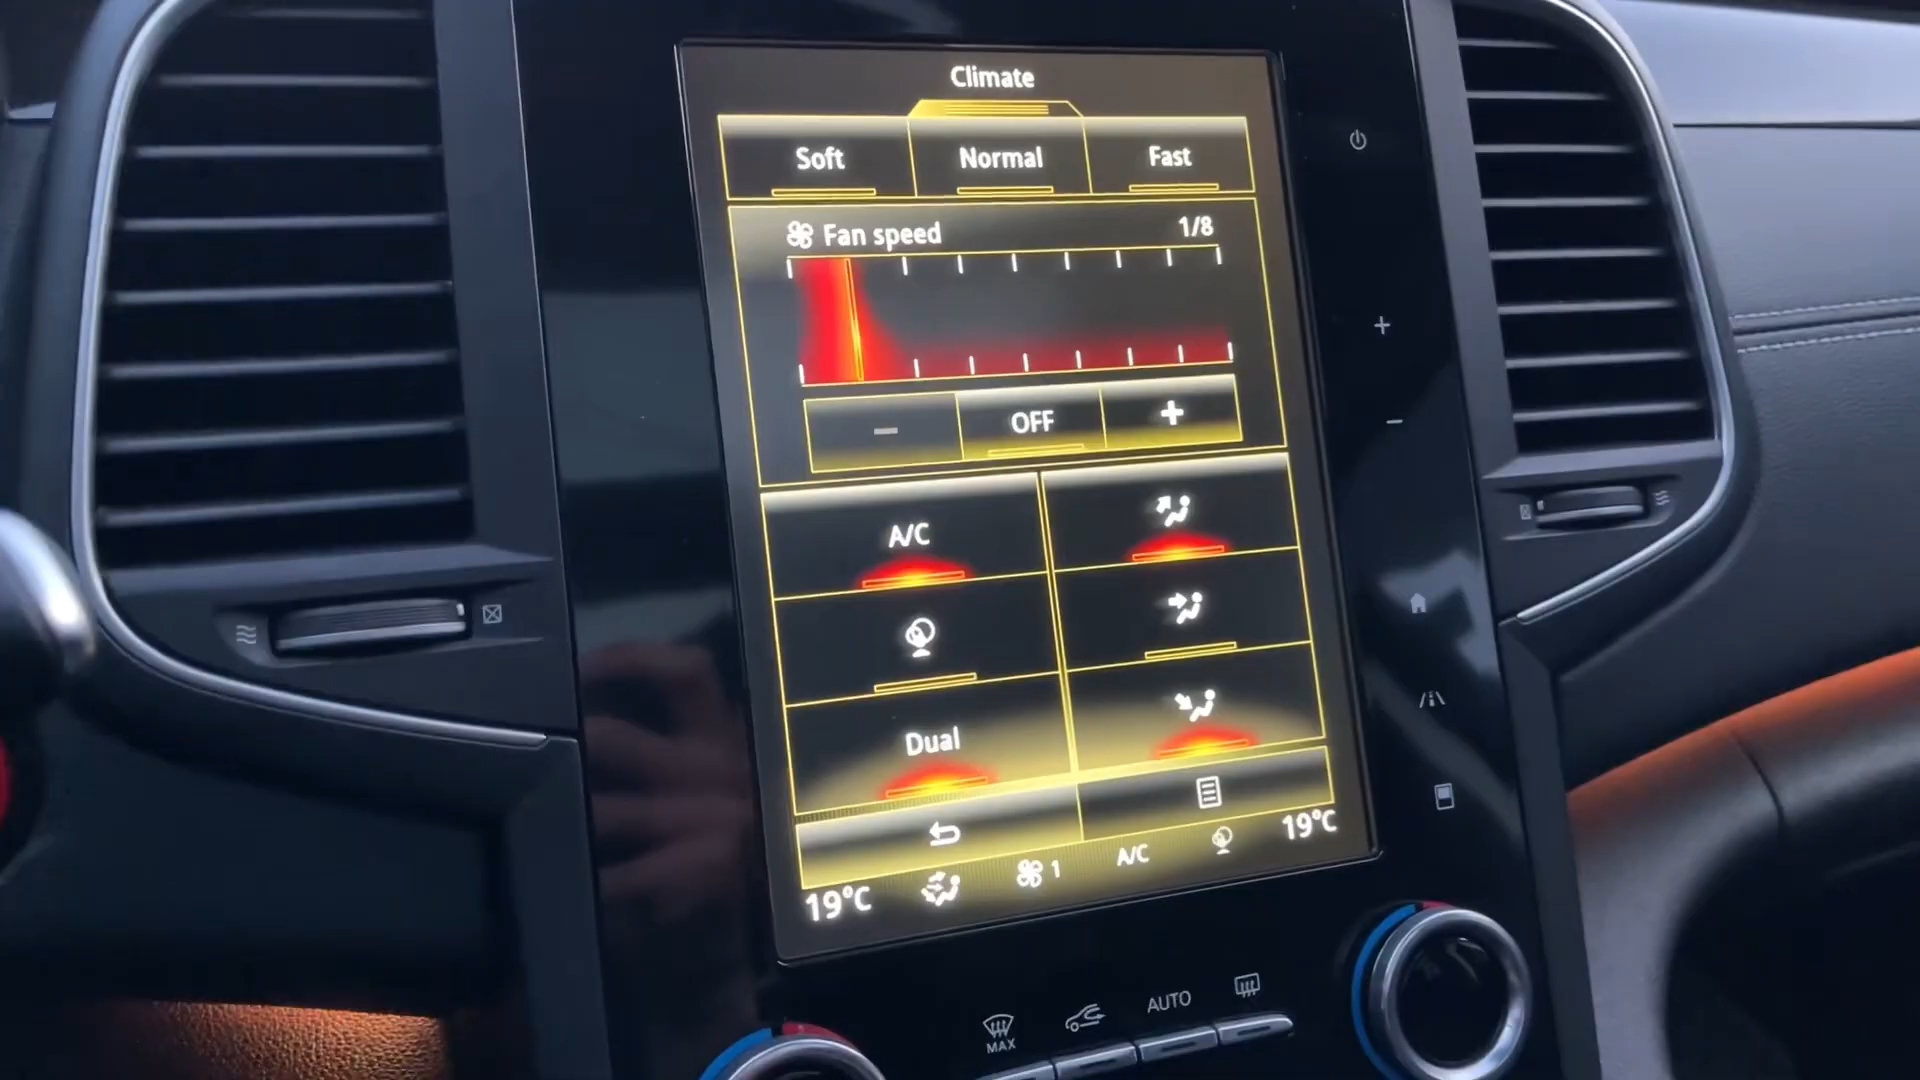 Climate
Soft Normal Fast
Fan speed 1/8
− OFF +
A/C
Dual
19°C 1 A/C 19°C
+
−
MAX AUTO